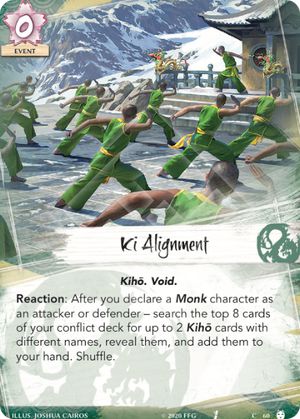 0
EVENT
Ki Alignment
Kihō. Void.
Reaction: After you declare a Monk character as
an attacker or defender – search the top 8 cards
of your conflict deck for up to 2 Kihō cards with
different names, reveal them, and add them to
your hand. Shuffle.
ILLUS. JOSHUA CAIROS © 2020 FFG C 60